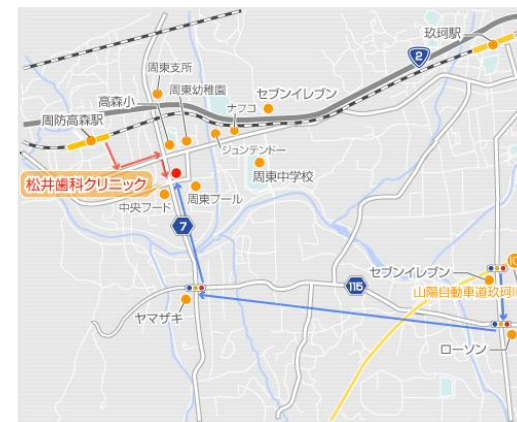 玖珂駅
2
周東支所
周東幼稚園
セブンイレブン
高森小
ナフコ
周防高森駅
ジュンテンドー
松井歯科クリニック
周東中学校
中央フード
周東プール
7
セブンイレブン
115
山陽自動車道玖珂I
ヤマザキ
ローソン